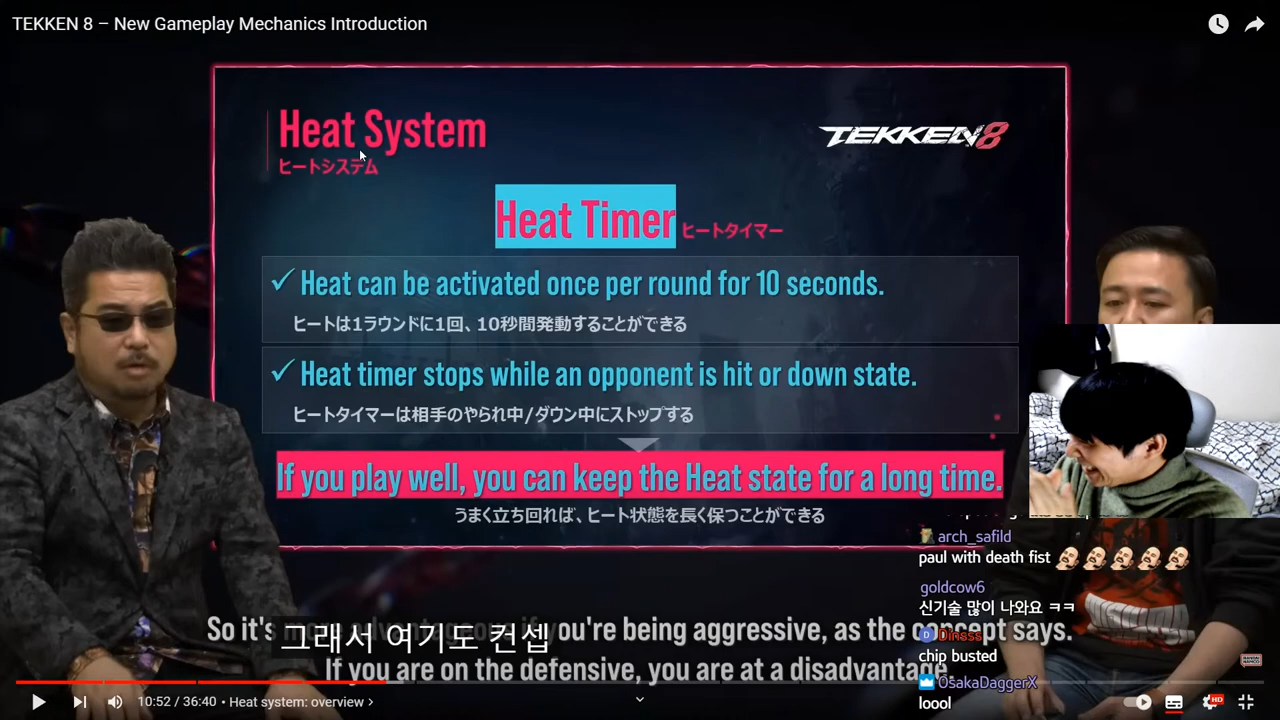 TEKKEN 8 – New Gameplay Mechanics Introduction
Heat System
ヒートシステム
TEKKEN 8
Heat Timer ヒートタイマー
Heat can be activated once per round for 10 seconds.
ヒートは1ラウンドに1回、10秒間発動することができる
Heat timer stops while an opponent is hit or down state.
ヒートタイマーは相手のやられ中/ダウン中にストップする
If you play well, you can keep the Heat state for a long time.
うまく立ち回れば、ヒート状態を長く保つことができる
arch_safild
paul with death fist
goldcow6
신기술 많이 나와요 ㅋㅋ
So it's ou're being aggressive, as the concept says.
그래서 여기도 컨셉
Dinsss
chip busted
If you are on the defensive, you are at a disadvantage.
OsakaDaggerX
loool
10:52 / 36:40 • Heat system: overview
HD